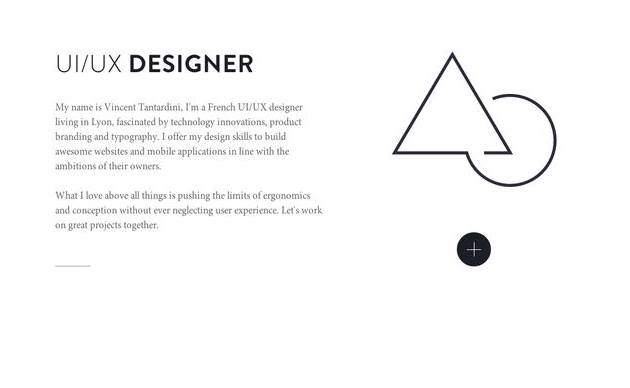 UI/UX DESIGNER
My name is Vincent Tantardini, I'm a French UI/UX designer
living in Lyon, fascinated by technology innovations, product
branding and typography. I offer my design skills to build
awesome websites and mobile applications in line with the
ambitions of their owners.
What I love above all things is pushing the limits of ergonomics
and conception without ever neglecting user experience. Let's work
on great projects together.